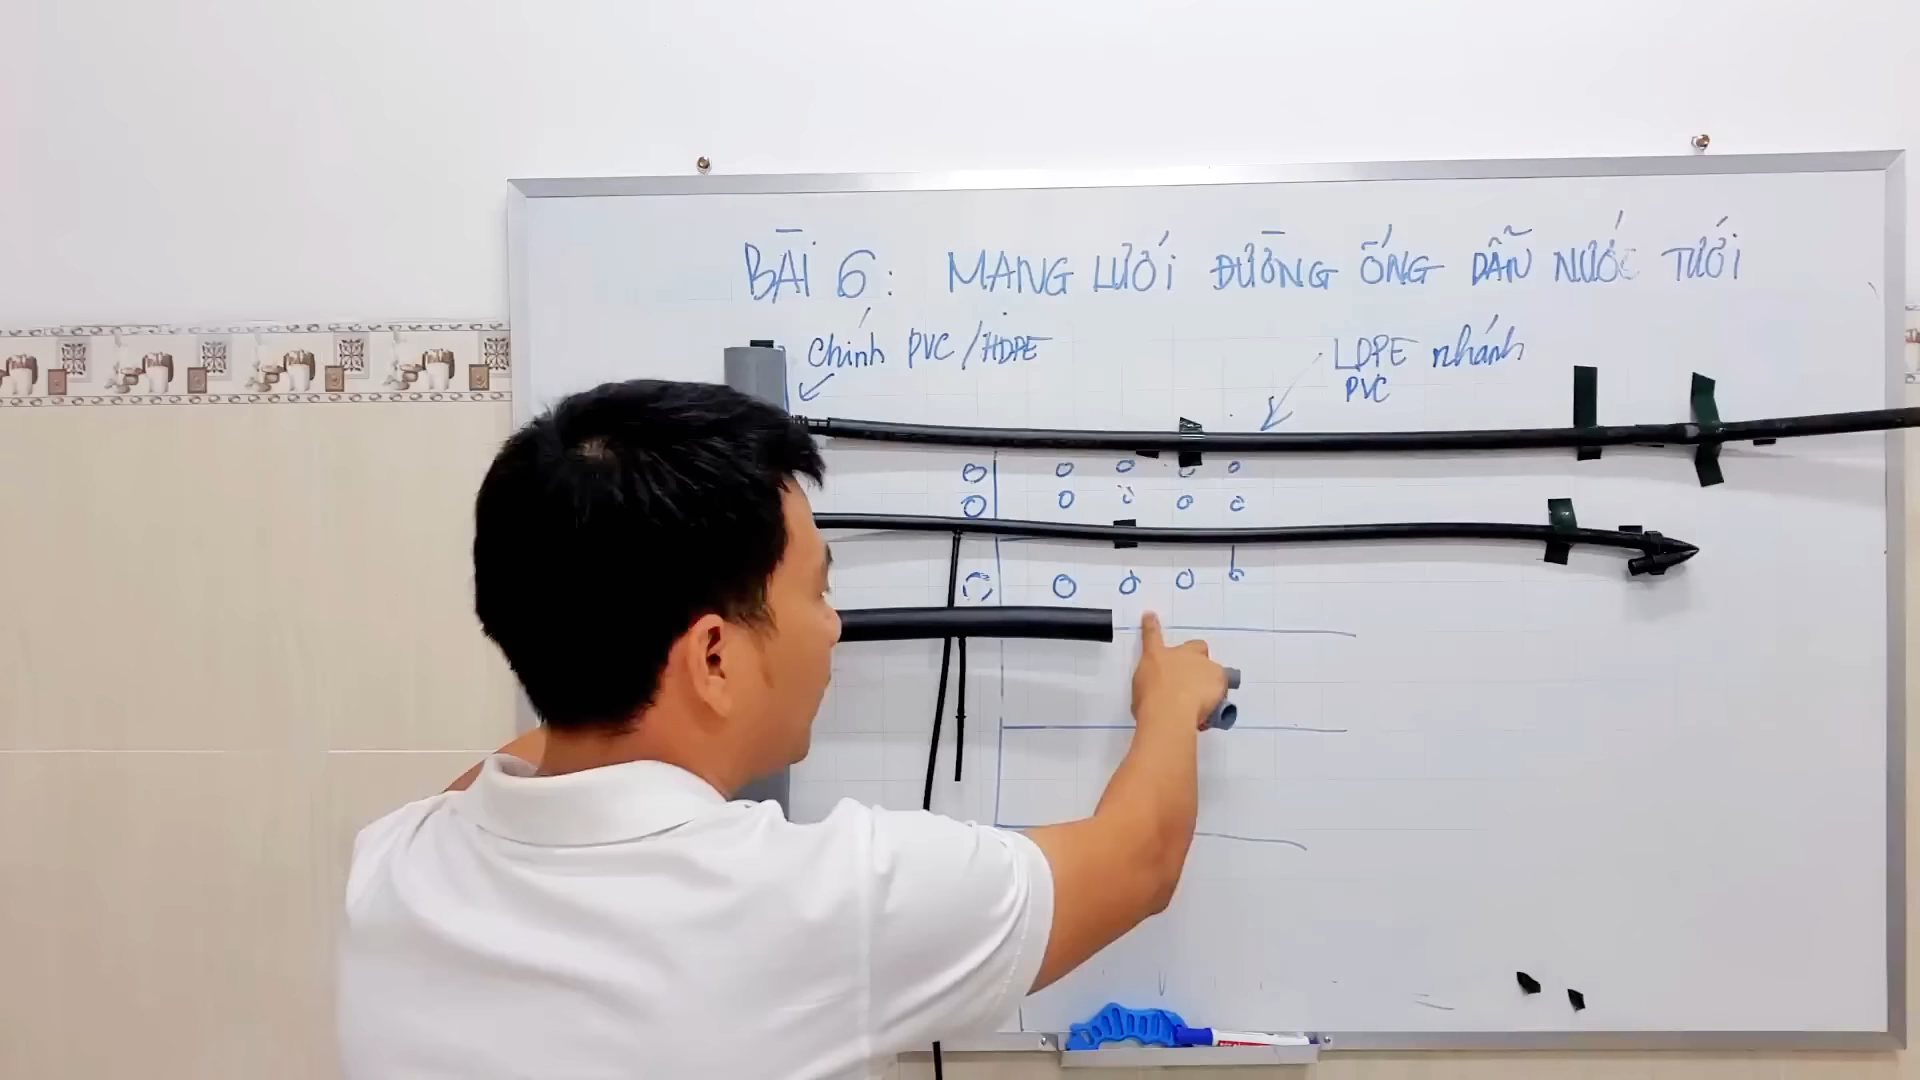 BÀI 6: MẠNG LƯỚI ĐƯỜNG ỐNG DẪN NƯỚC TƯỚI
Chính PVC/HDPE
LDPE nhánh
PVC